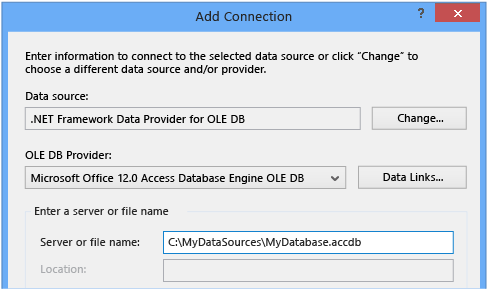 Add Connection
?
Enter information to connect to the selected data source or click “Change” to
choose a different data source and/or provider.
Data source:
.NET Framework Data Provider for OLE DB
Change...
OLE DB Provider:
Microsoft Office 12.0 Access Database Engine OLE DB
Data Links...
Enter a server or file name
Server or file name:
C:\MyDataSources\MyDatabase.accdb
Location: